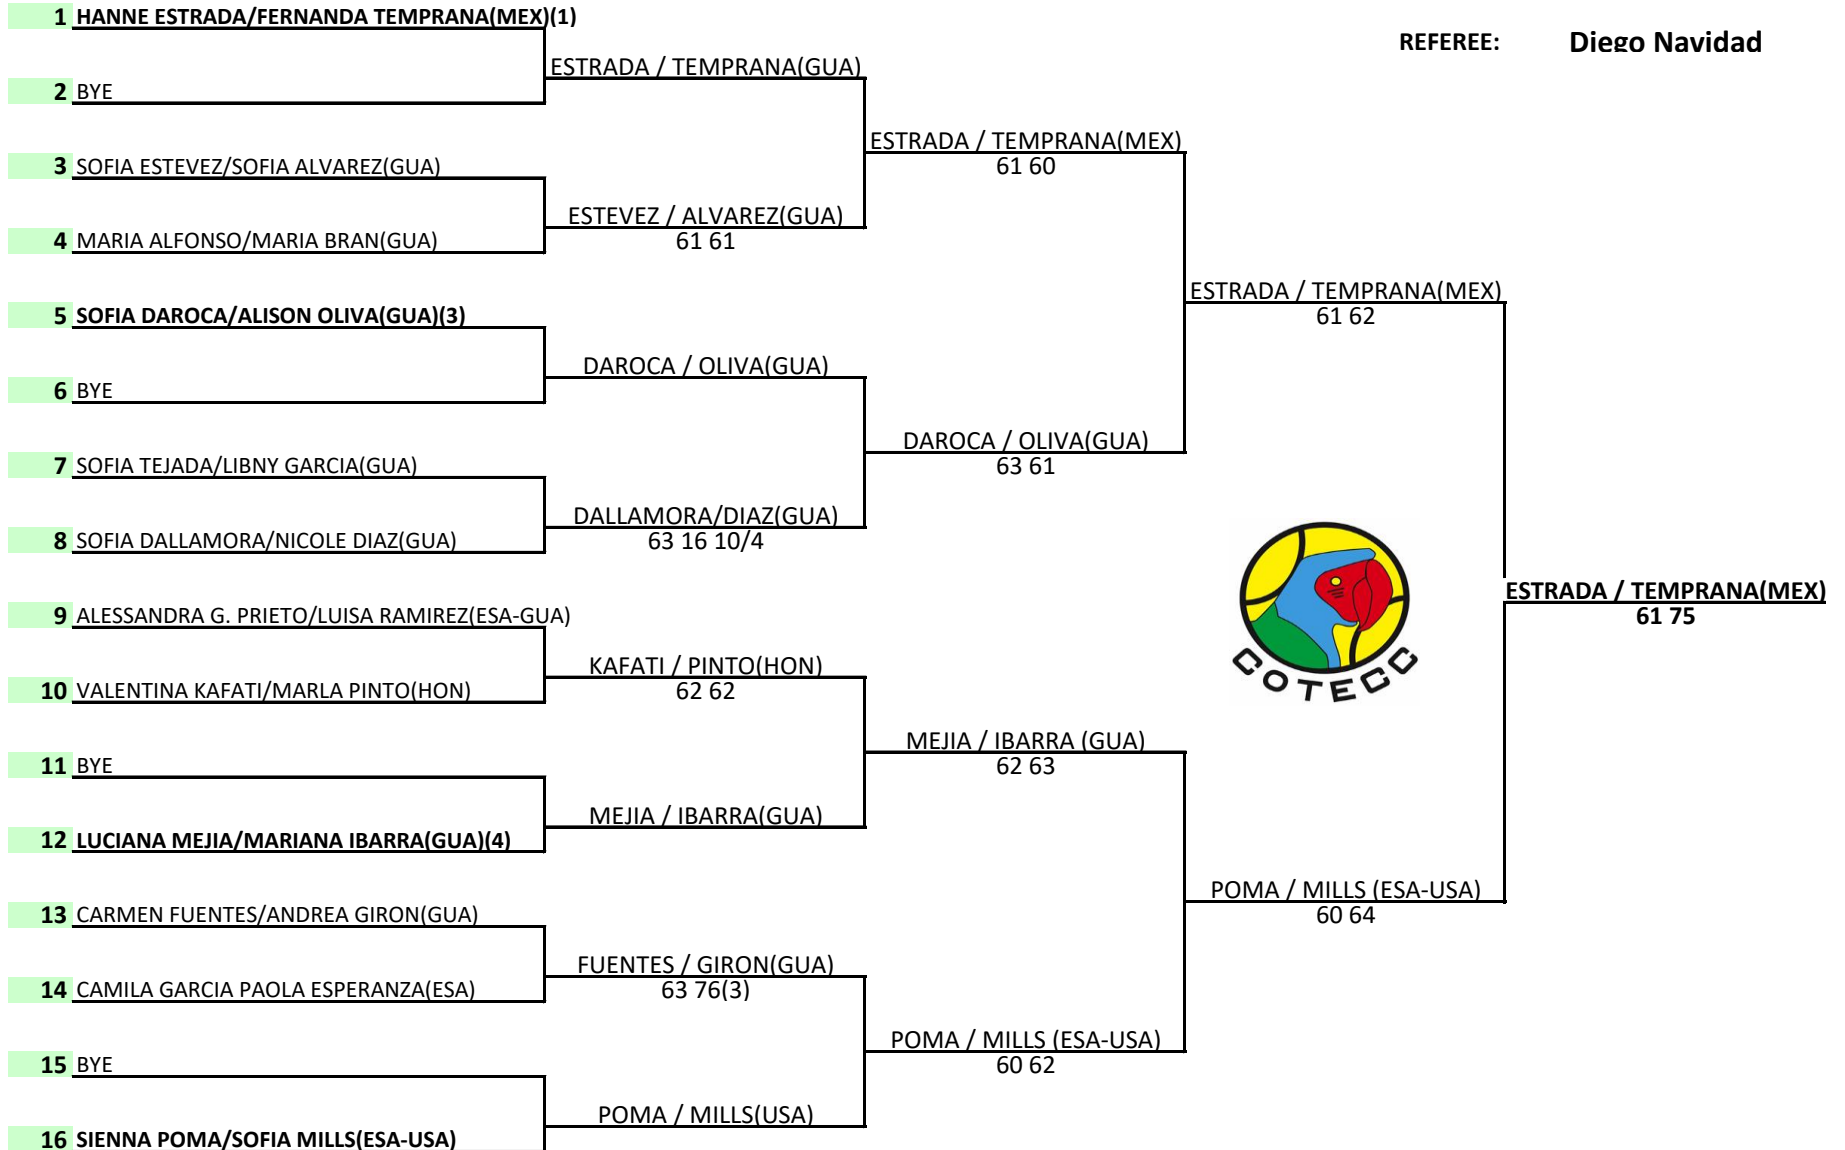 1 HANNE ESTRADA/FERNANDA TEMPRANA(MEX)(1)
REFEREE: Diego Navidad
ESTRADA / TEMPRANA(GUA)
2 BYE
ESTRADA / TEMPRANA(MEX)
61 60
3 SOFIA ESTEVEZ/SOFIA ALVAREZ(GUA)
ESTEVEZ / ALVAREZ(GUA)
61 61
4 MARIA ALFONSO/MARIA BRAN(GUA)
ESTRADA / TEMPRANA(MEX)
61 62
5 SOFIA DAROCA/ALISON OLIVA(GUA)(3)
DAROCA / OLIVA(GUA)
6 BYE
DAROCA / OLIVA(GUA)
63 61
7 SOFIA TEJADA/LIBNY GARCIA(GUA)
DALLAMORA/DIAZ(GUA)
63 16 10/4
8 SOFIA DALLAMORA/NICOLE DIAZ(GUA)
ESTRADA / TEMPRANA(MEX)
61 75
9 ALESSANDRA G. PRIETO/LUISA RAMIREZ(ESA-GUA)
COTECC
KAFATI / PINTO(HON)
62 62
10 VALENTINA KAFATI/MARLA PINTO(HON)
MEJIA / IBARRA (GUA)
62 63
11 BYE
MEJIA / IBARRA(GUA)
12 LUCIANA MEJIA/MARIANA IBARRA(GUA)(4)
POMA / MILLS (ESA-USA)
60 64
13 CARMEN FUENTES/ANDREA GIRON(GUA)
FUENTES / GIRON(GUA)
63 76(3)
14 CAMILA GARCIA PAOLA ESPERANZA(ESA)
POMA / MILLS (ESA-USA)
60 62
15 BYE
POMA / MILLS(USA)
16 SIENNA POMA/SOFIA MILLS(ESA-USA)